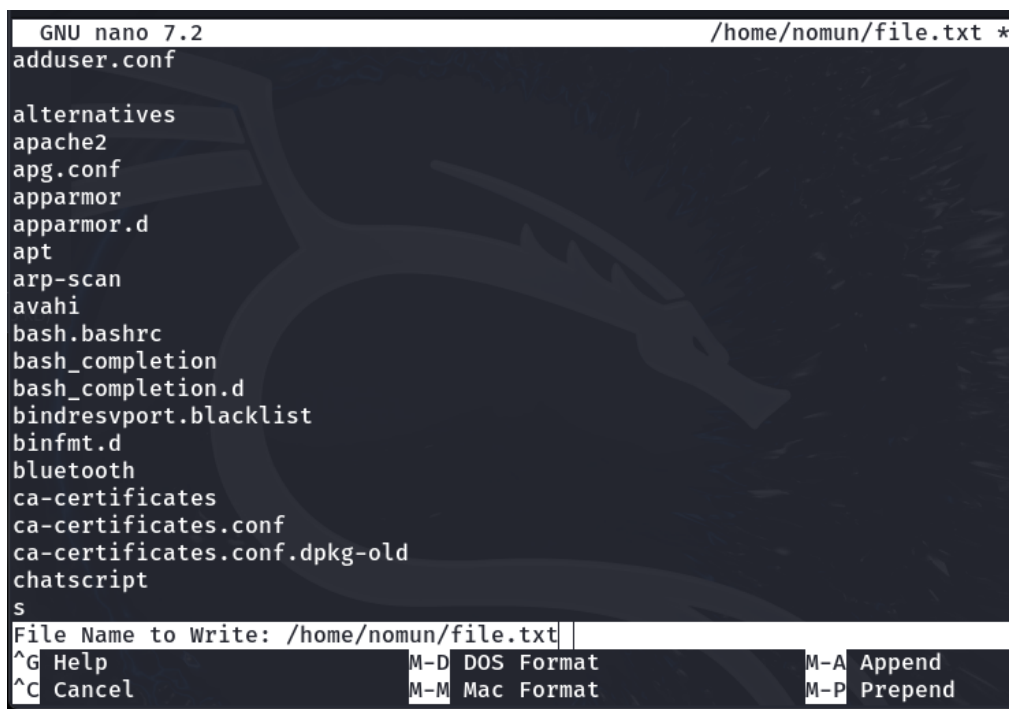 GNU nano 7.2 /home/nomun/file.txt *
adduser.conf
alternatives
apache2
apg.conf
apparmor
apparmor.d
apt
arp-scan
avahi
bash.bashrc
bash_completion
bash_completion.d
bindresvport.blacklist
binfmt.d
bluetooth
ca-certificates
ca-certificates.conf
ca-certificates.conf.dpkg-old
chatscript
s
File Name to Write: /home/nomun/file.txt
^G Help M-D DOS Format M-A Append
^C Cancel M-M Mac Format M-P Prepend